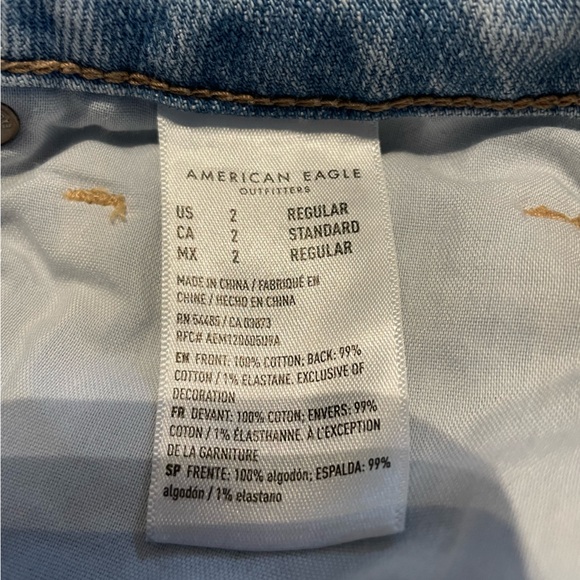 AMERICAN EAGLE
OUTFITTERS
US 2 REGULAR
CA 2 STANDARD
MX 2 REGULAR
MADE IN CHINA / FABRIQUÉ EN
CHINE / HECHO EN CHINA
RN 54485 / CA 03873
RFC# AEM1206050U9A
EN FRONT: 100% COTTON; BACK: 99%
COTTON / 1% ELASTANE. EXCLUSIVE OF
DECORATION
FR DEVANT: 100% COTON; ENVERS: 99%
COTON / 1% ÉLASTHANNE. À L'EXCEPTION
DE LA GARNITURE
SP FRENTE: 100% algodón; ESPALDA: 99%
algodón / 1% elastano